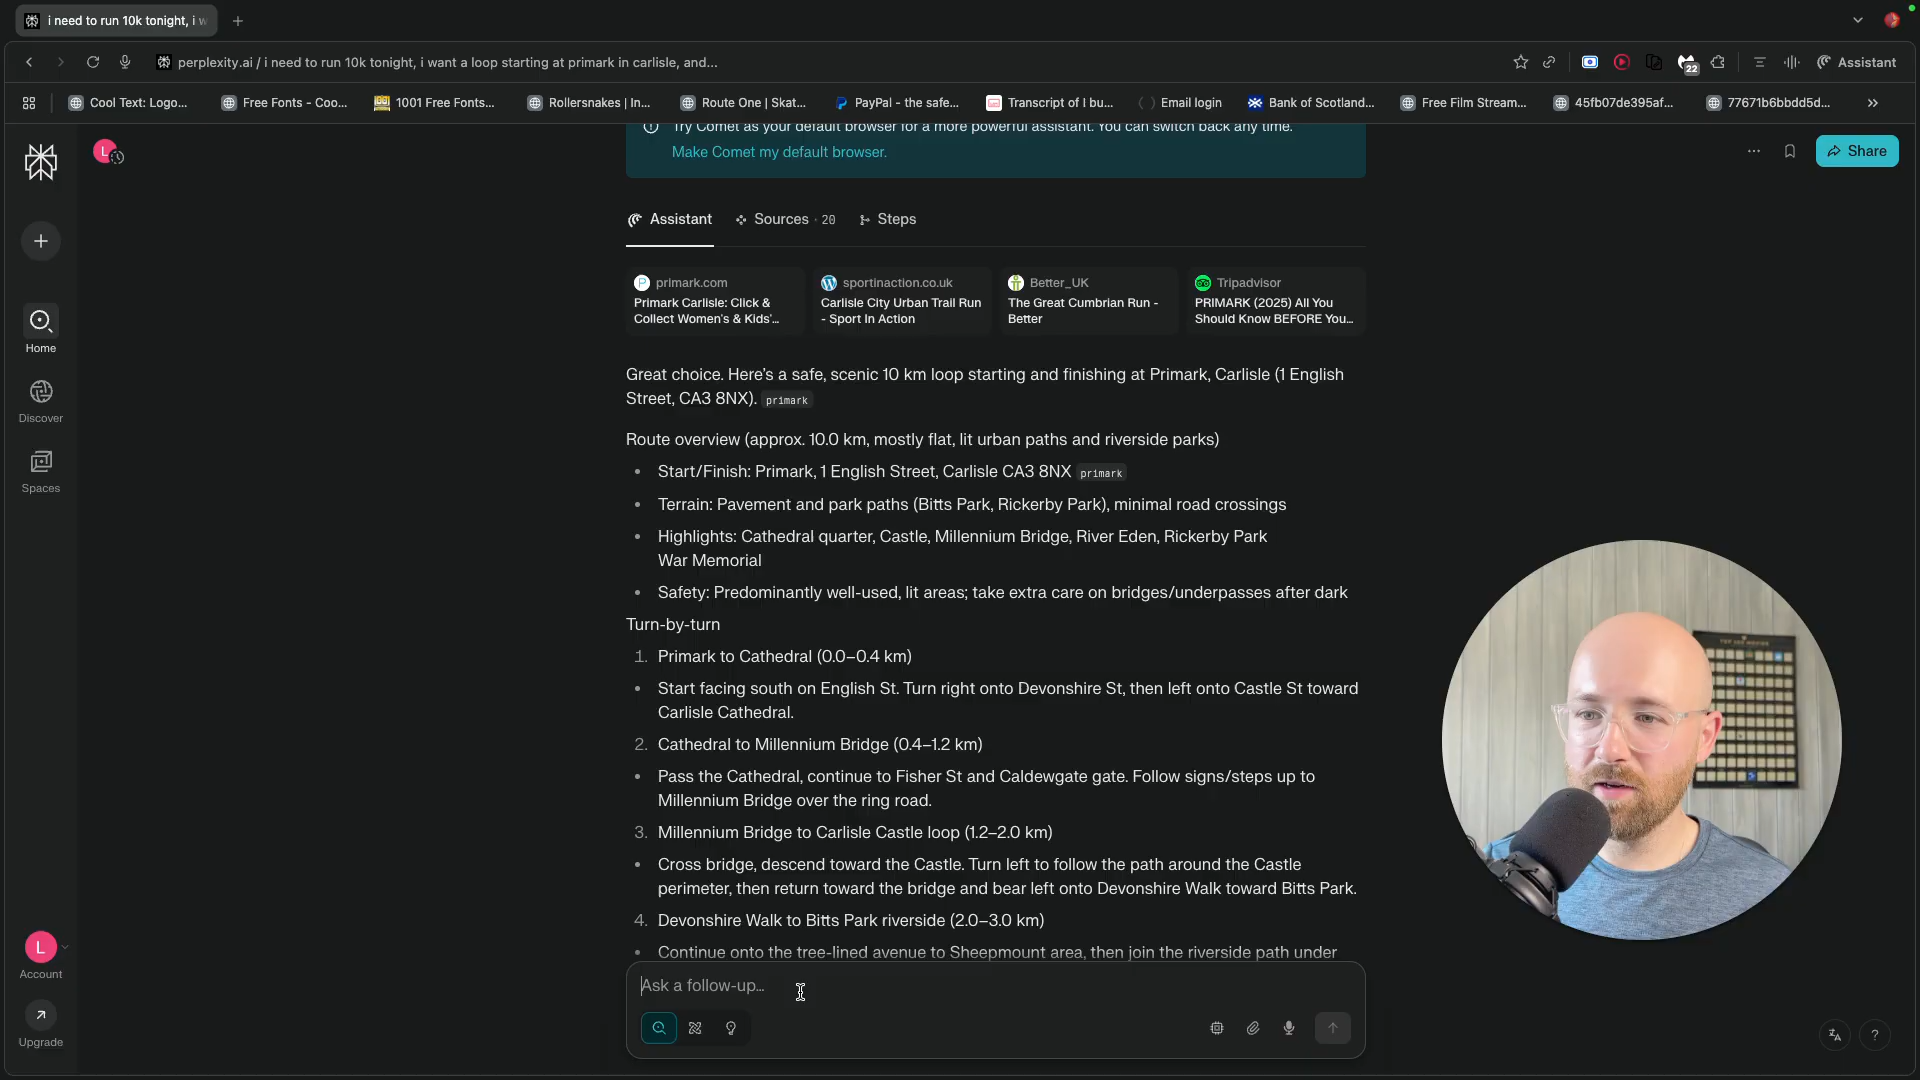 i need to run 10k tonight, i w
perplexity.ai / i need to run 10k tonight, i want a loop starting at primark in carlisle, and...
22
Assistant
Cool Text: Logo...
Free Fonts - Coo...
1001 Free Fonts...
Rollersnakes | In...
Route One | Skat...
PayPal - the safe...
Transcript of I bu...
Email login
Bank of Scotland...
Free Film Stream...
45fb07de395af...
77671b6bbdd5d...
Try Comet as your default browser for a more powerful assistant. You can switch back any time.
Make Comet my default browser.
L
Share
Assistant
Sources · 20
Steps
primark.com
Primark Carlisle: Click &
Collect Women's & Kids'...
sportinaction.co.uk
Carlisle City Urban Trail Run
- Sport In Action
Better_UK
The Great Cumbrian Run -
Better
Tripadvisor
PRIMARK (2025) All You
Should Know BEFORE You...
Great choice. Here's a safe, scenic 10 km loop starting and finishing at Primark, Carlisle (1 English
Street, CA3 8NX). primark
Route overview (approx. 10.0 km, mostly flat, lit urban paths and riverside parks)
• Start/Finish: Primark, 1 English Street, Carlisle CA3 8NX primark
• Terrain: Pavement and park paths (Bitts Park, Rickerby Park), minimal road crossings
• Highlights: Cathedral quarter, Castle, Millennium Bridge, River Eden, Rickerby Park
War Memorial
• Safety: Predominantly well-used, lit areas; take extra care on bridges/underpasses after dark
Turn-by-turn
1. Primark to Cathedral (0.0–0.4 km)
• Start facing south on English St. Turn right onto Devonshire St, then left onto Castle St toward
Carlisle Cathedral.
2. Cathedral to Millennium Bridge (0.4–1.2 km)
• Pass the Cathedral, continue to Fisher St and Caldewgate gate. Follow signs/steps up to
Millennium Bridge over the ring road.
3. Millennium Bridge to Carlisle Castle loop (1.2–2.0 km)
• Cross bridge, descend toward the Castle. Turn left to follow the path around the Castle
perimeter, then return toward the bridge and bear left onto Devonshire Walk toward Bitts Park.
4. Devonshire Walk to Bitts Park riverside (2.0–3.0 km)
• Continue onto the tree-lined avenue to Sheepmount area, then join the riverside path under
Ask a follow-up...
Home
Discover
Spaces
L
Account
Upgrade
?